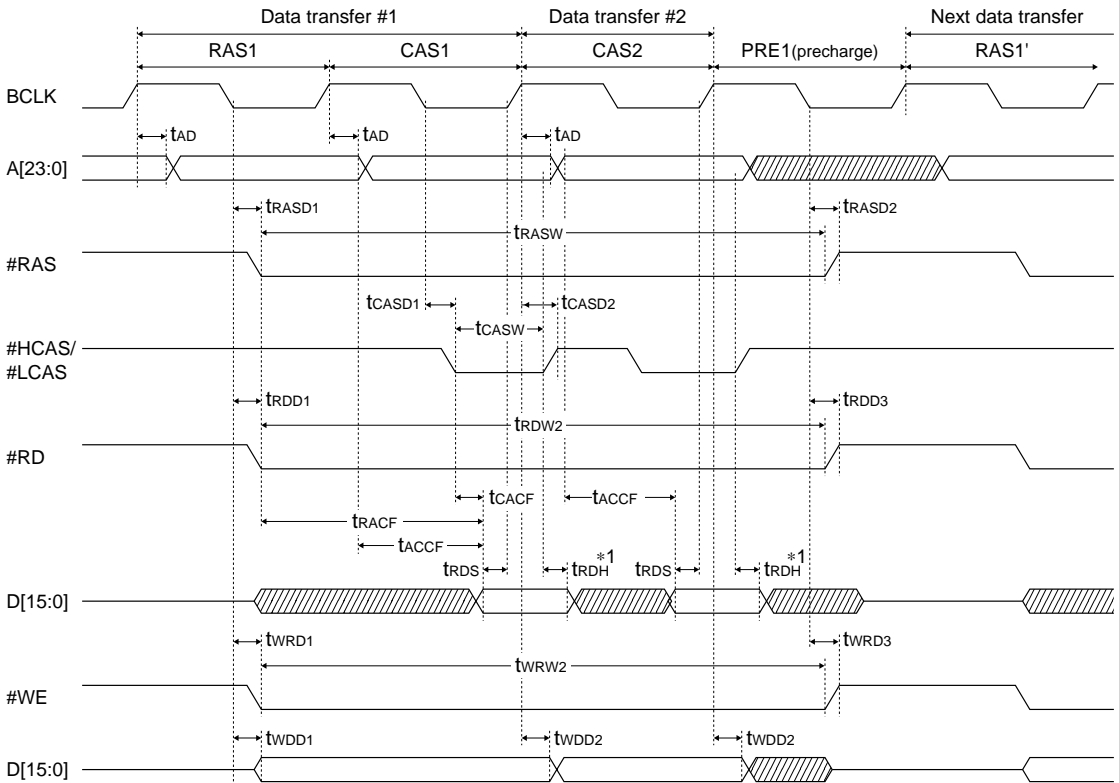 Data transfer #1 Data transfer #2 Next data transfer
RAS1 CAS1 CAS2 PRE1(precharge) RAS1'
BCLK
tAD tAD tAD
A[23:0]
tRASD1 tRASD2
tRASW
#RAS
tCASD1 tCASD2
tCASW
#HCAS/
#LCAS
tRDD1 tRDD3
tRDW2
#RD
tCACF tACCF
tRACF
tACCF
tRDS tRDH*1 tRDS tRDH*1
D[15:0]
tWRD1 tWRD3
tWRW2
#WE
tWDD1 tWDD2 tWDD2
D[15:0]